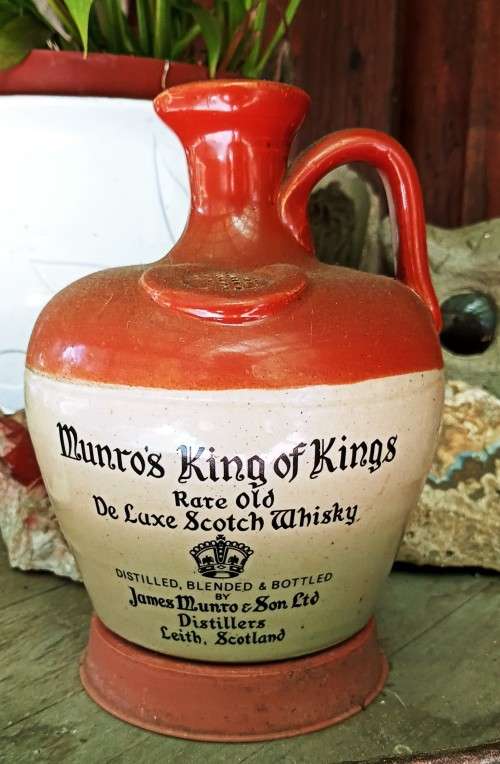 Munro's King of Kings
Rare Old
De Luxe Scotch Whisky
DISTILLED, BLENDED & BOTTLED
BY
James Munro & Son Ltd
Distillers
Leith, Scotland